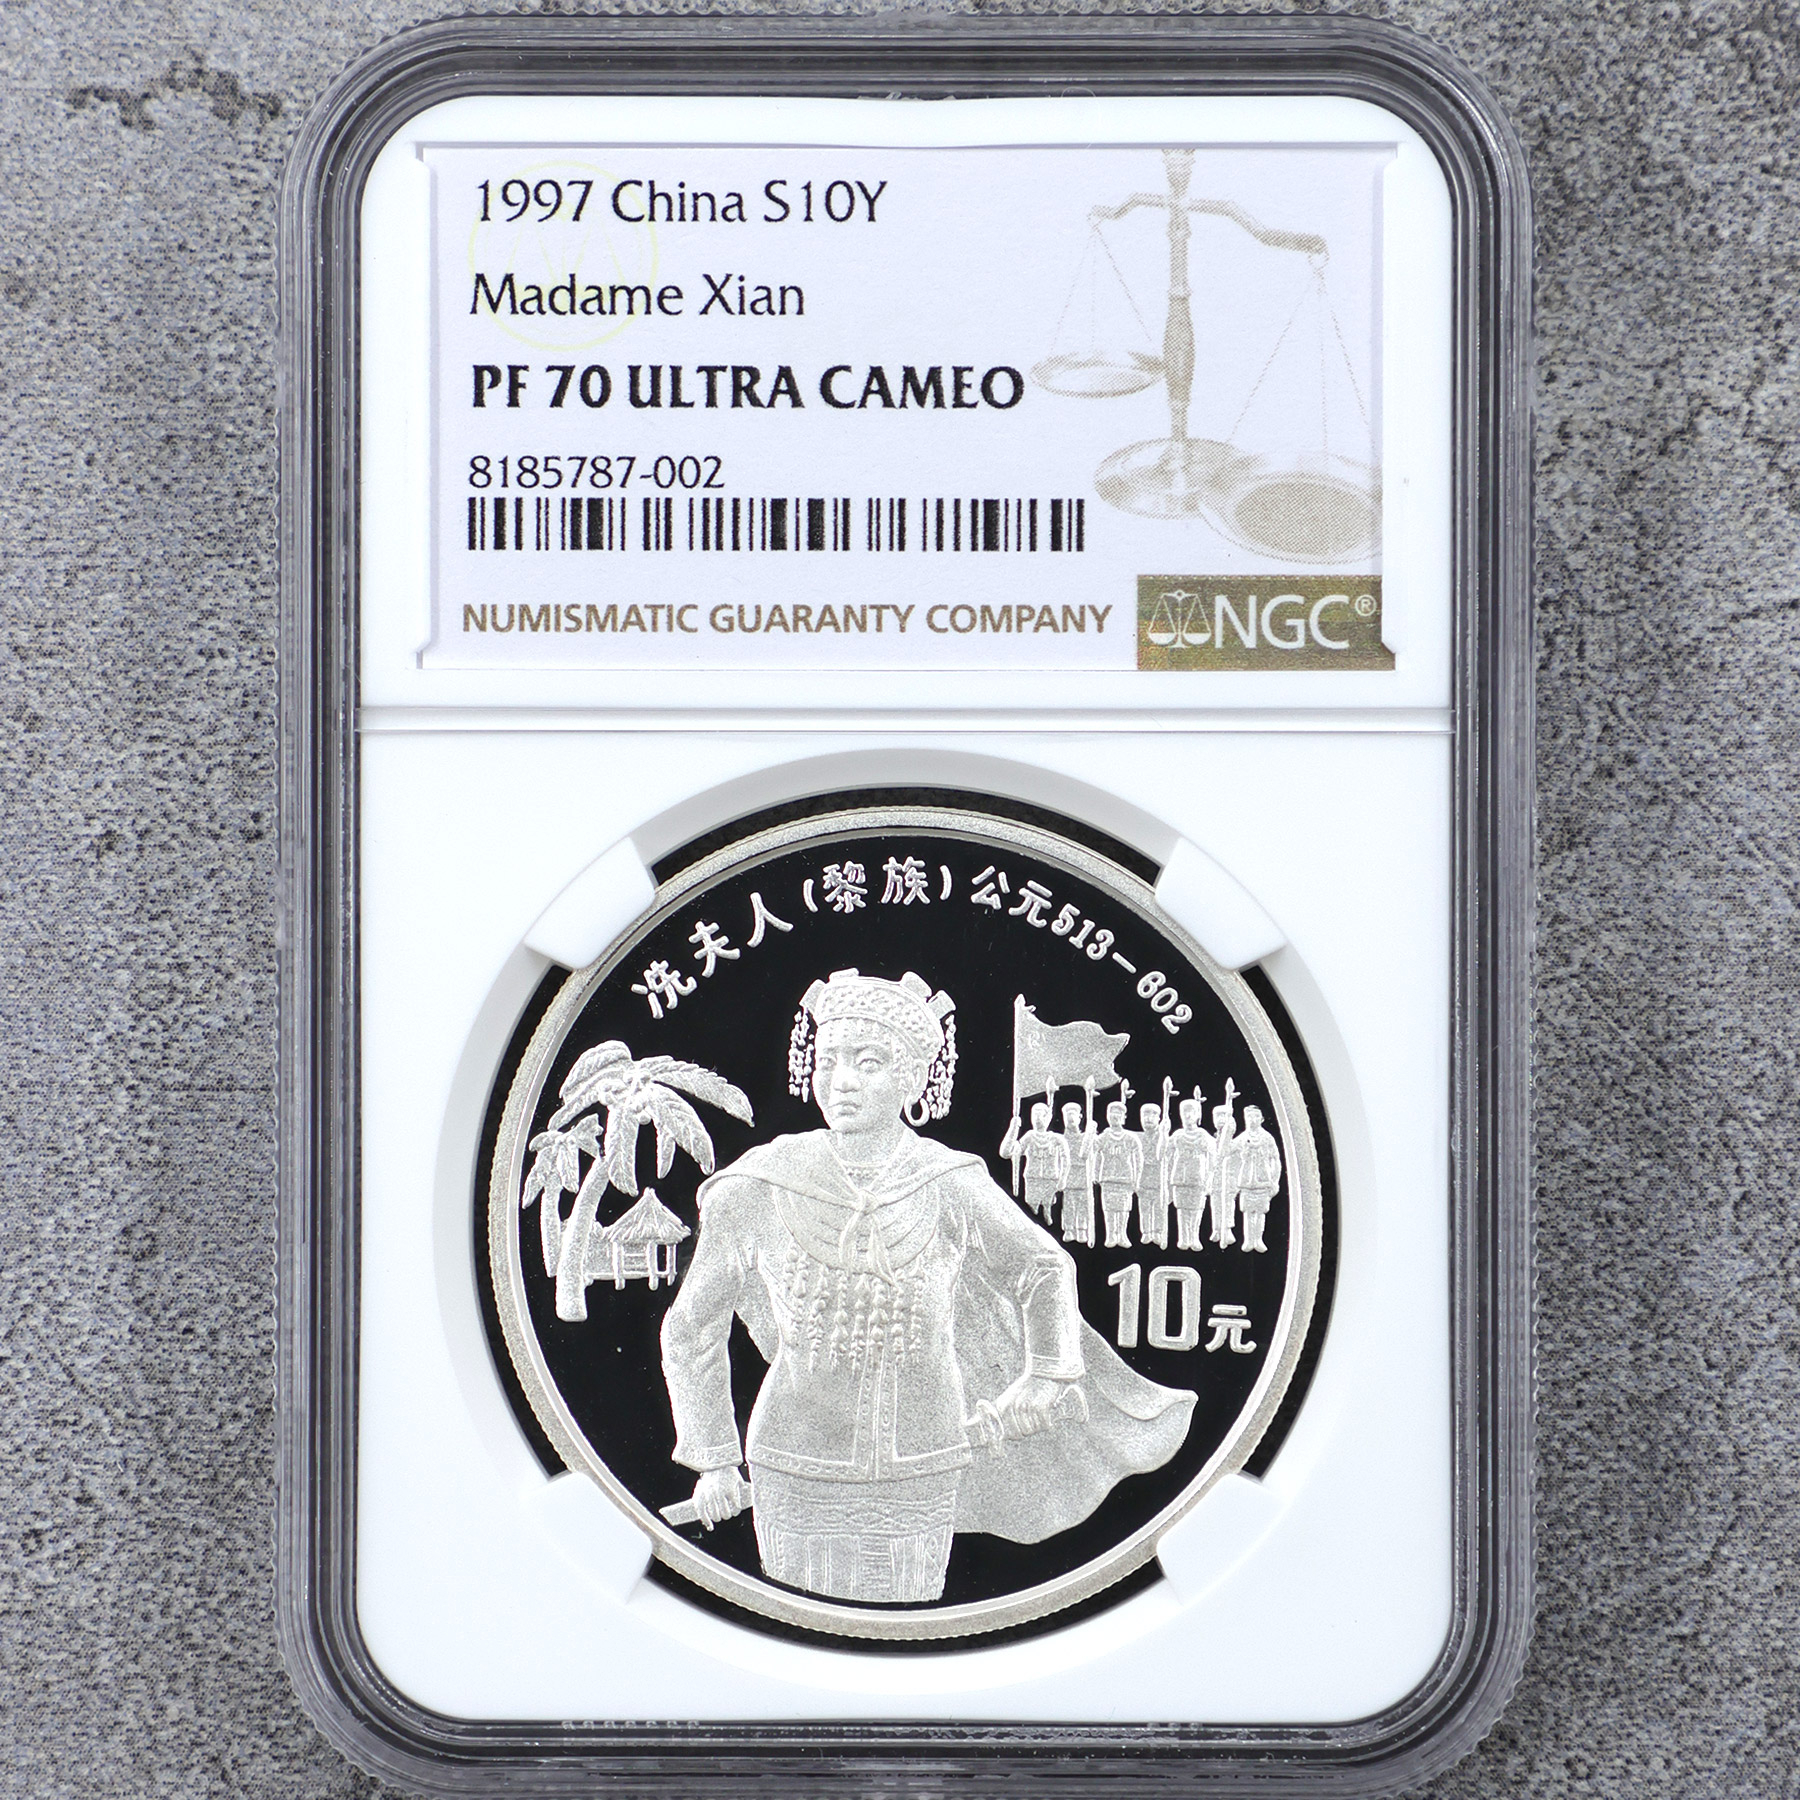 1997 China S10Y
Madame Xian
PF 70 ULTRA CAMEO
8185787-002
NUMISMATIC GUARANTY COMPANY
NGC®
冼夫人(黎族)公元513-602
10元